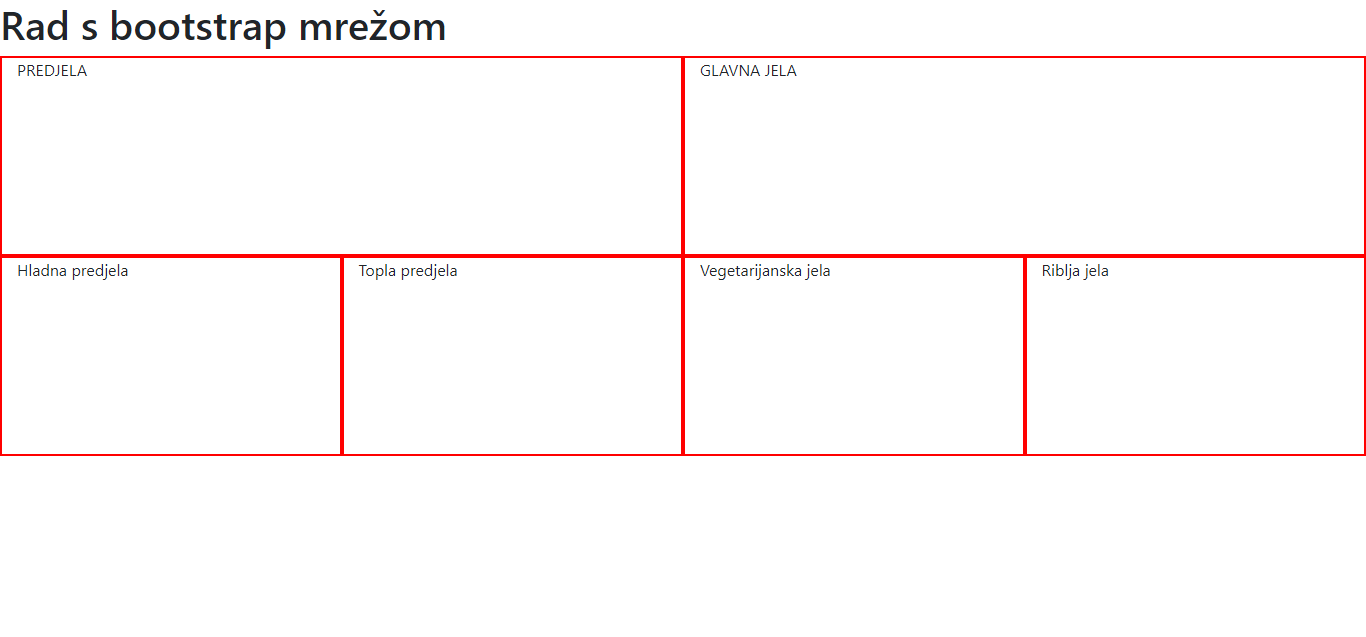 Rad s bootstrap mrežom
PREDJELA
GLAVNA JELA
Hladna predjela
Topla predjela
Vegetarijanska jela
Riblja jela